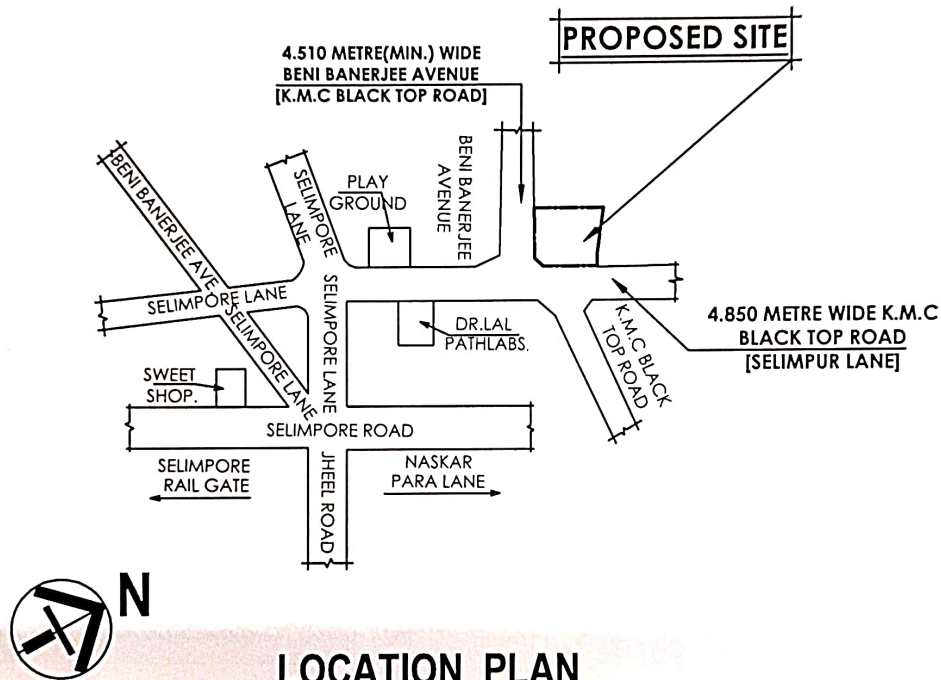 PROPOSED SITE
4.510 METRE(MIN.) WIDE
BENI BANERJEE AVENUE
[K.M.C BLACK TOP ROAD]
BENI BANERJEE AVE.
SELIMPORE
LANE
PLAY
GROUND
BENI BANERJEE
AVENUE
SELIMPORE LANE
SELIMPORE LANE
SELIMPORE LANE
DR.LAL
PATHLABS.
K.M.C BLACK
TOP ROAD
4.850 METRE WIDE K.M.C
BLACK TOP ROAD
[SELIMPUR LANE]
SWEET
SHOP.
SELIMPORE ROAD
SELIMPORE
RAIL GATE
JHEEL ROAD
NASKAR
PARA LANE
N
LOCATION PLAN